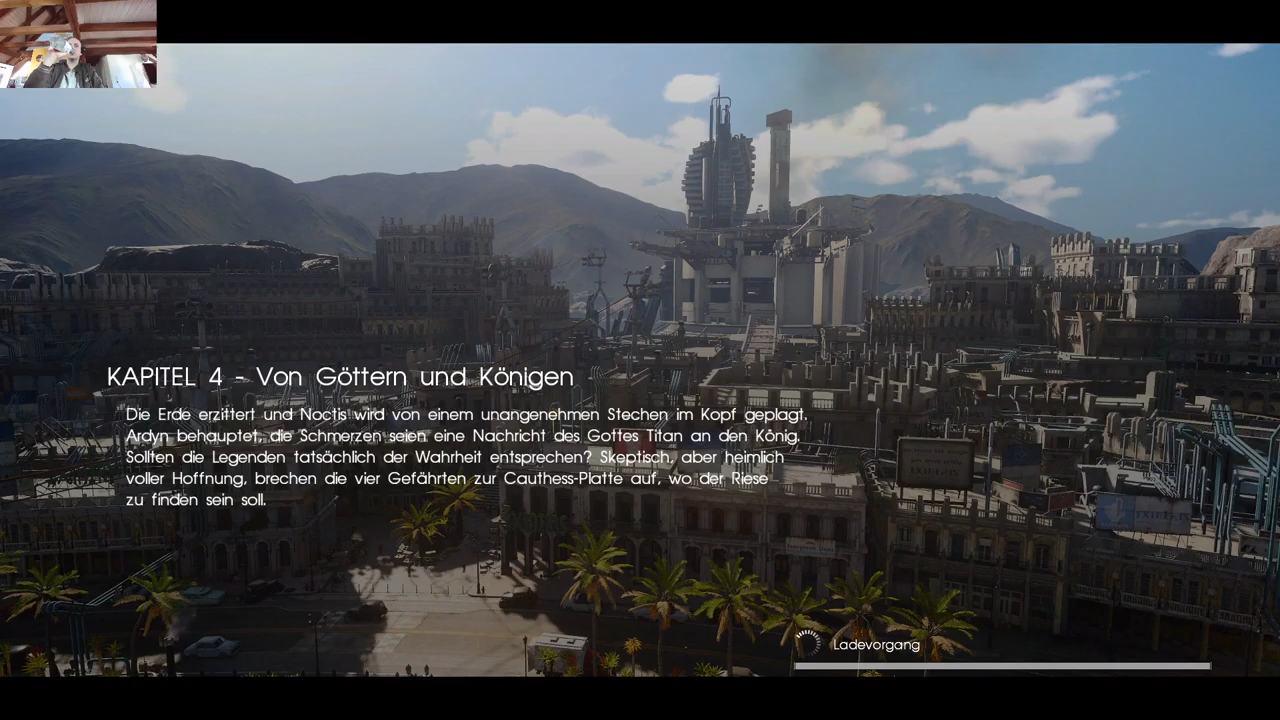 KAPITEL 4 - Von Göttern und Königen
Die Erde erzittert und Noctis wird von einem unangenehmen Stechen im Kopf geplagt.
Ardyn behauptet, die Schmerzen seien eine Nachricht des Gottes Titan an den König.
Sollten die Legenden tatsächlich der Wahrheit entsprechen? Skeptisch, aber heimlich
voller Hoffnung, brechen die vier Gefährten zur Cauthess-Platte auf, wo der Riese
zu finden sein soll.
EXINERIS
EXINERIS
Ladevorgang